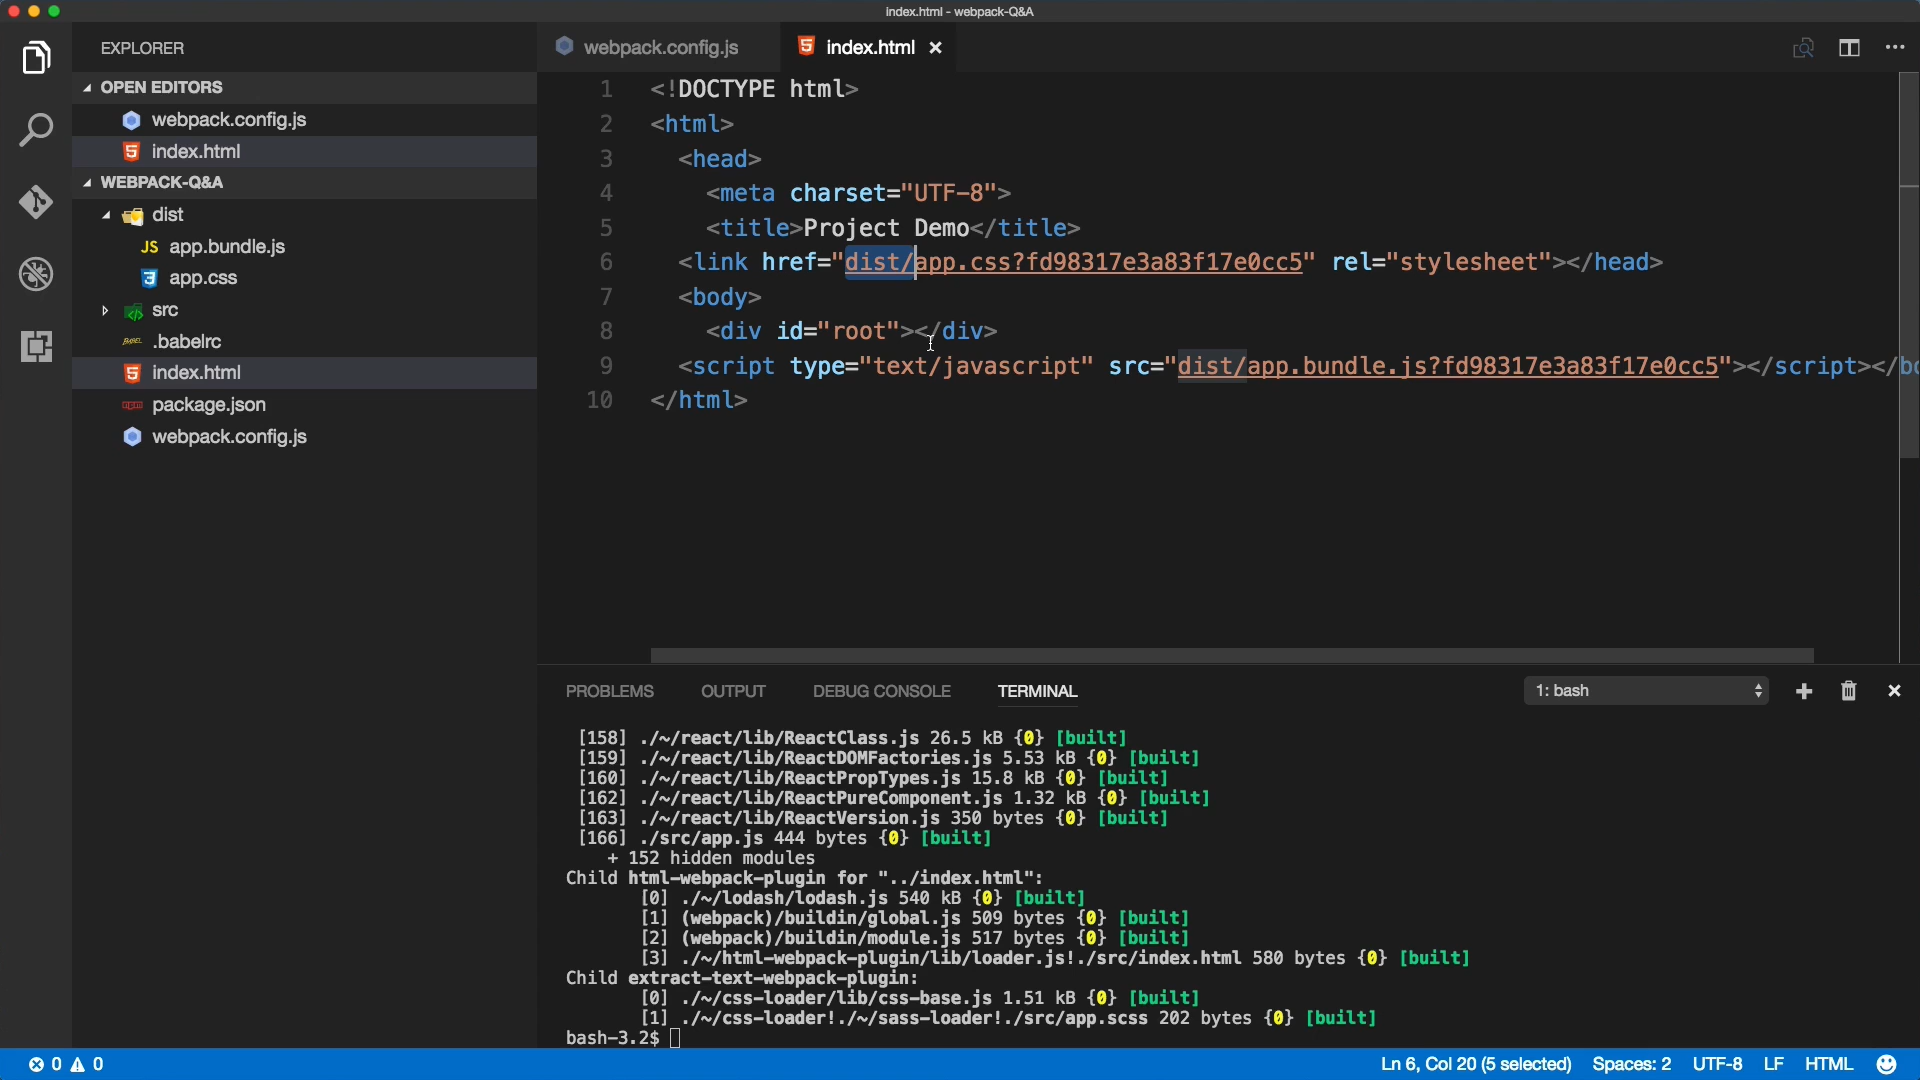 index.html - webpack-Q&A
EXPLORER
OPEN EDITORS
webpack.config.js
index.html
WEBPACK-Q&A
dist
JS app.bundle.js
app.css
src
.babelrc
index.html
package.json
webpack.config.js
webpack.config.js
index.html
1 <!DOCTYPE html>
2 <html>
3 <head>
4 <meta charset="UTF-8">
5 <title>Project Demo</title>
6 <link href="dist/app.css?fd98317e3a83f17e0cc5" rel="stylesheet"></head>
7 <body>
8 <div id="root"></div>
9 <script type="text/javascript" src="dist/app.bundle.js?fd98317e3a83f17e0cc5"></script></bo
10 </html>
PROBLEMS OUTPUT DEBUG CONSOLE TERMINAL 1: bash
[158] ./~/react/lib/ReactClass.js 26.5 kB {0} [built]
[159] ./~/react/lib/ReactDOMFactories.js 5.53 kB {0} [built]
[160] ./~/react/lib/ReactPropTypes.js 15.8 kB {0} [built]
[162] ./~/react/lib/ReactPureComponent.js 1.32 kB {0} [built]
[163] ./~/react/lib/ReactVersion.js 350 bytes {0} [built]
[166] ./src/app.js 444 bytes {0} [built]
+ 152 hidden modules
Child html-webpack-plugin for "../index.html":
[0] ./~/lodash/lodash.js 540 kB {0} [built]
[1] (webpack)/buildin/global.js 509 bytes {0} [built]
[2] (webpack)/buildin/module.js 517 bytes {0} [built]
[3] ./~/html-webpack-plugin/lib/loader.js!./src/index.html 580 bytes {0} [built]
Child extract-text-webpack-plugin:
[0] ./~/css-loader/lib/css-base.js 1.51 kB {0} [built]
[1] ./~/css-loader!./~/sass-loader!./src/app.scss 202 bytes {0} [built]
bash-3.2$
0 0
Ln 6, Col 20 (5 selected) Spaces: 2 UTF-8 LF HTML